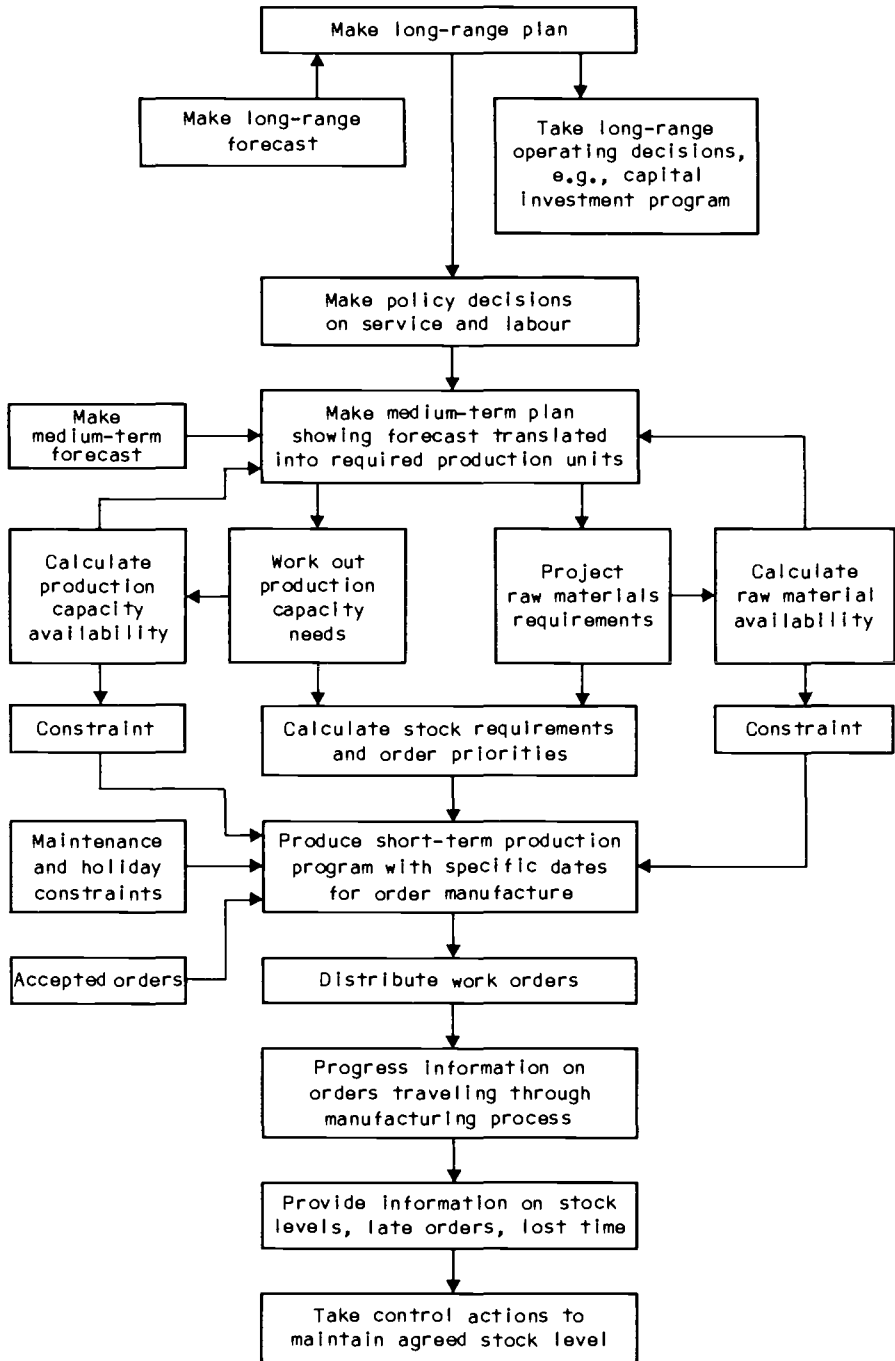 Make long-range plan
Make long-range
forecast
Take long-range
operating decisions,
e.g., capital
investment program
Make policy decisions
on service and labour
Make
medium-term
forecast
Make medium-term plan
showing forecast translated
into required production units
Calculate
production
capacity
availability
Work out
production
capacity
needs
Project
raw materials
requirements
Calculate
raw material
availability
Constraint
Calculate stock requirements
and order priorities
Constraint
Maintenance
and holiday
constraints
Produce short-term production
program with specific dates
for order manufacture
Accepted orders
Distribute work orders
Progress information on
orders traveling through
manufacturing process
Provide information on stock
levels, late orders, lost time
Take control actions to
maintain agreed stock level